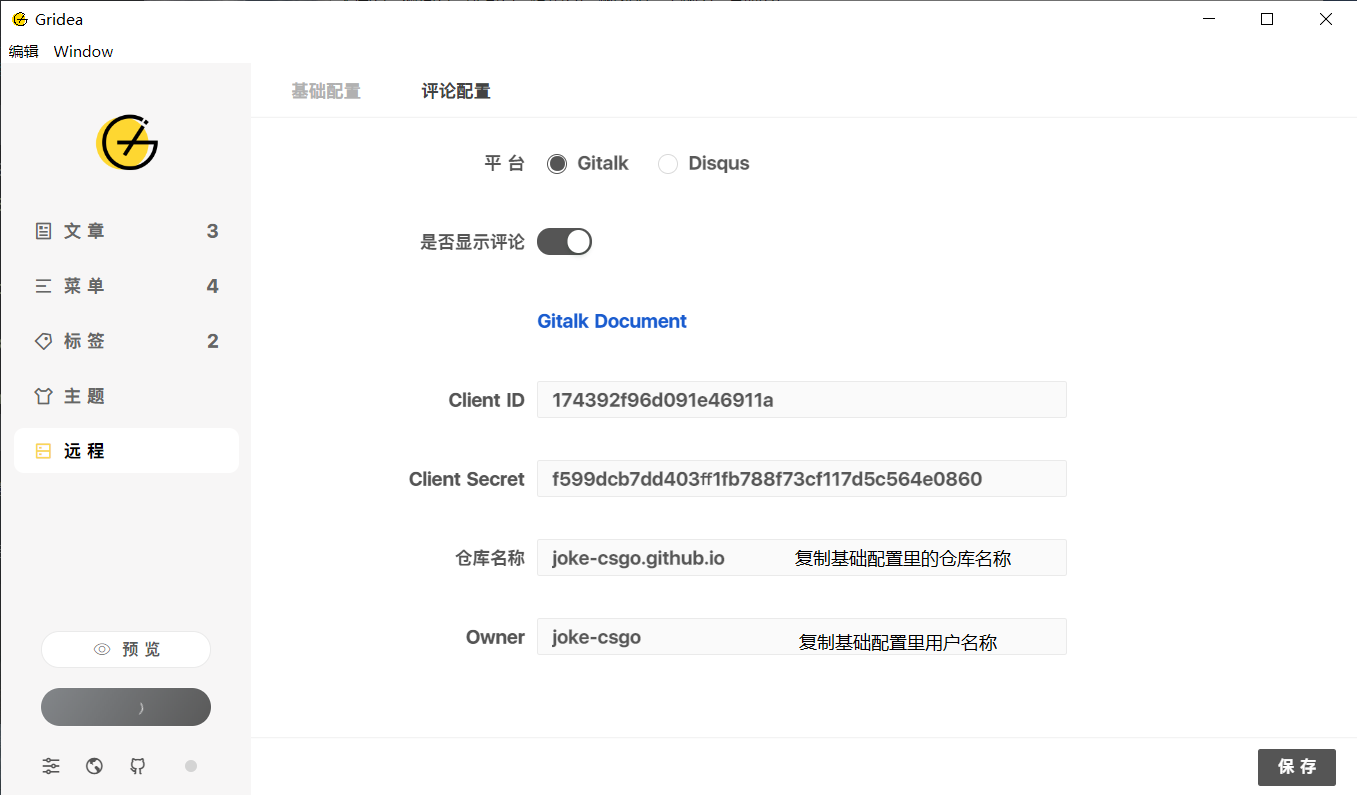 Gridea
编辑 Window
基础配置 评论配置
平台 Gitalk Disqus
文章 3
是否显示评论
菜单 4
Gitalk Document
标签 2
主题
Client ID 174392f96d091e46911a
远程
Client Secret f599dcb7dd403ff1fb788f73cf117d5c564e0860
仓库名称 joke-csgo.github.io 复制基础配置里的仓库名称
Owner joke-csgo 复制基础配置里用户名称
预览
保存